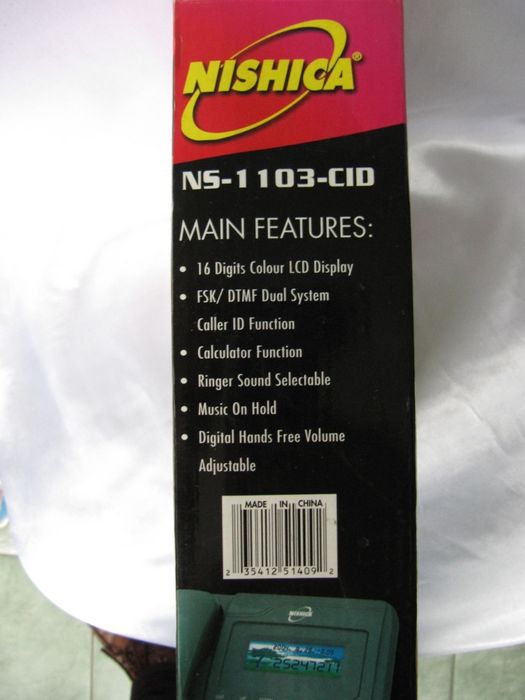 NISHICA®
NS-1103-CID
MAIN FEATURES:
• 16 Digits Colour LCD Display
• FSK/ DTMF Dual System
Caller ID Function
• Calculator Function
• Ringer Sound Selectable
• Music On Hold
• Digital Hands Free Volume
Adjustable
MADE IN CHINA
2 35412 51409 2
NISHICA
25247277